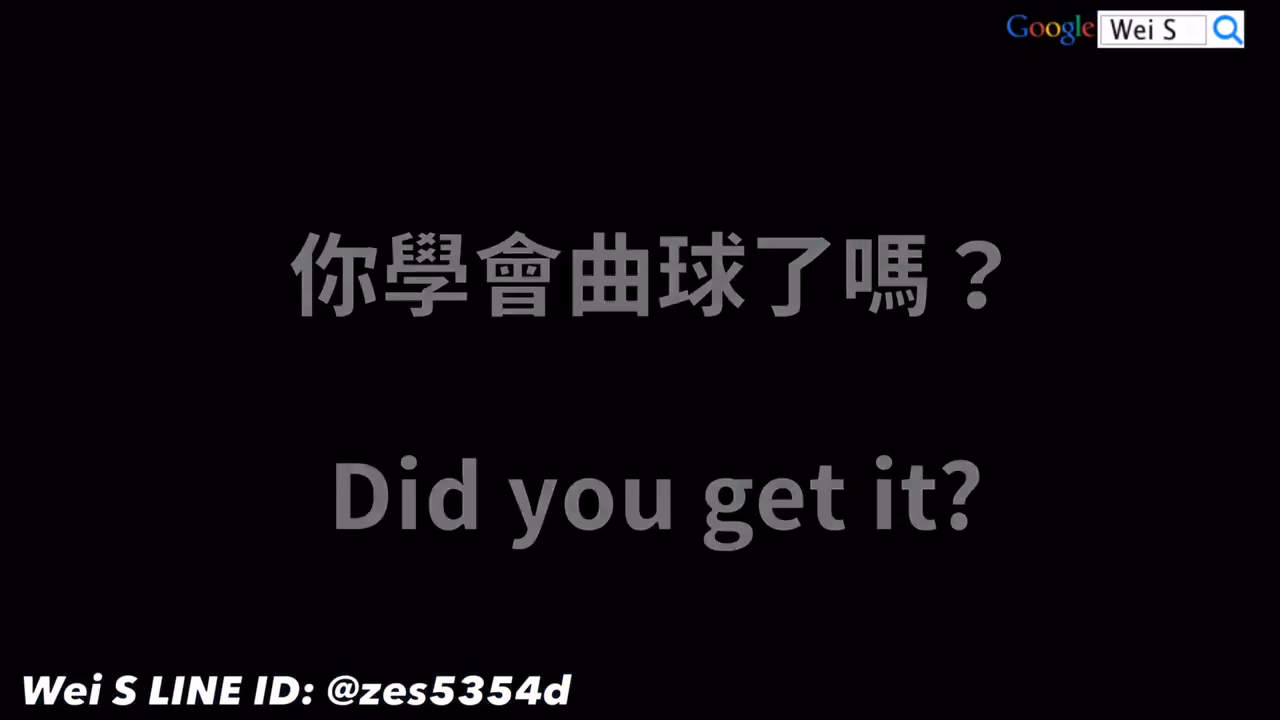 Google Wei S
你學會曲球了嗎？
Did you get it?
Wei S LINE ID: @zes5354d